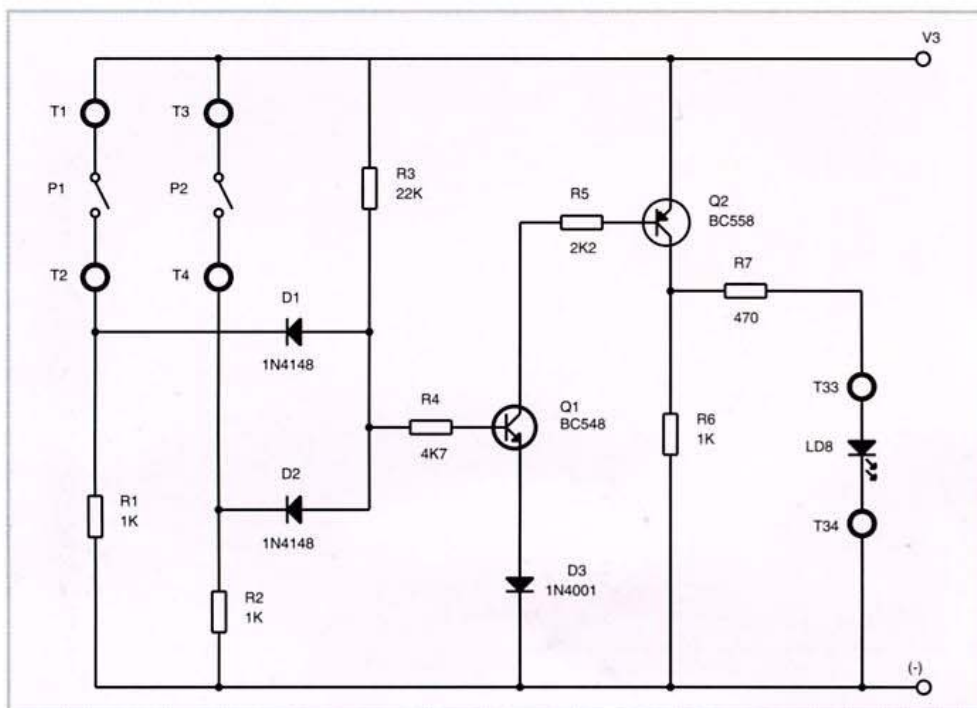 V3
T1
T3
P1
P2
R3
22K
R5
2K2
Q2
BC558
T2
T4
R7
470
D1
1N4148
T33
R4
4K7
Q1
BC548
R6
1K
LD8
D2
1N4148
R1
1K
T34
D3
1N4001
R2
1K
(-)